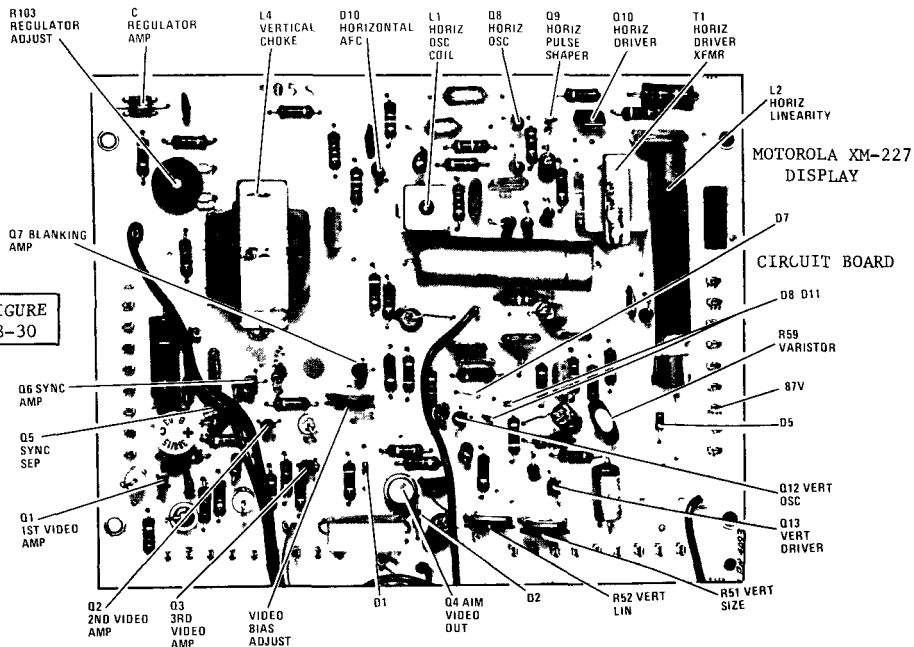 R103
REGULATOR
ADJUST
C
REGULATOR
AMP
L4
VERTICAL
CHOKE
D10
HORIZONTAL
AFC
L1
HORIZ
OSC
COIL
Q8
HORIZ
OSC
Q9
HORIZ
PULSE
SHAPER
Q10
HORIZ
DRIVER
T1
HORIZ
DRIVER
XFMR
L2
HORIZ
LINEARITY
MOTOROLA XM-227
DISPLAY
Q7 BLANKING
AMP
D7
CIRCUIT BOARD
IGURE
8-30
D8 D11
R59
VARISTOR
Q6 SYNC
AMP
87V
D5
Q5
SYNC
SEP
Q12 VERT
OSC
Q1
1ST VIDEO
AMP
Q13
VERT
DRIVER
Q2
2ND VIDEO
AMP
Q3
3RD
VIDEO
AMP
VIDEO
BIAS
ADJUST
D1
Q4 AIM
VIDEO
OUT
D2
R52 VERT
LIN
R51 VERT
SIZE